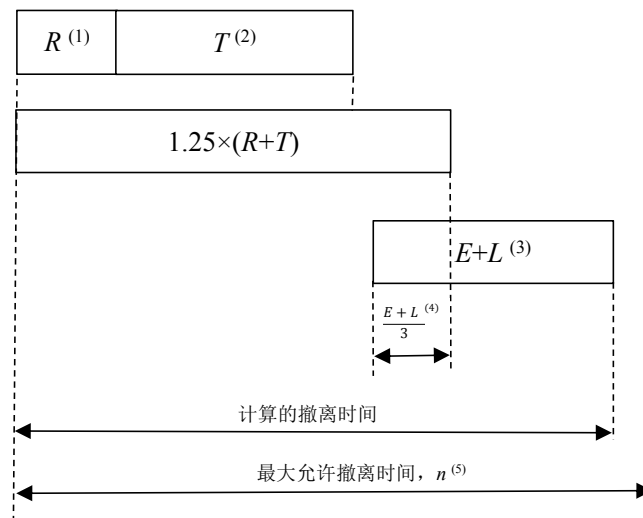 R (1) T (2)
1.25×(R+T)
E+L (3)
E + L (4)
3
计算的撤离时间
最大允许撤离时间，n (5)